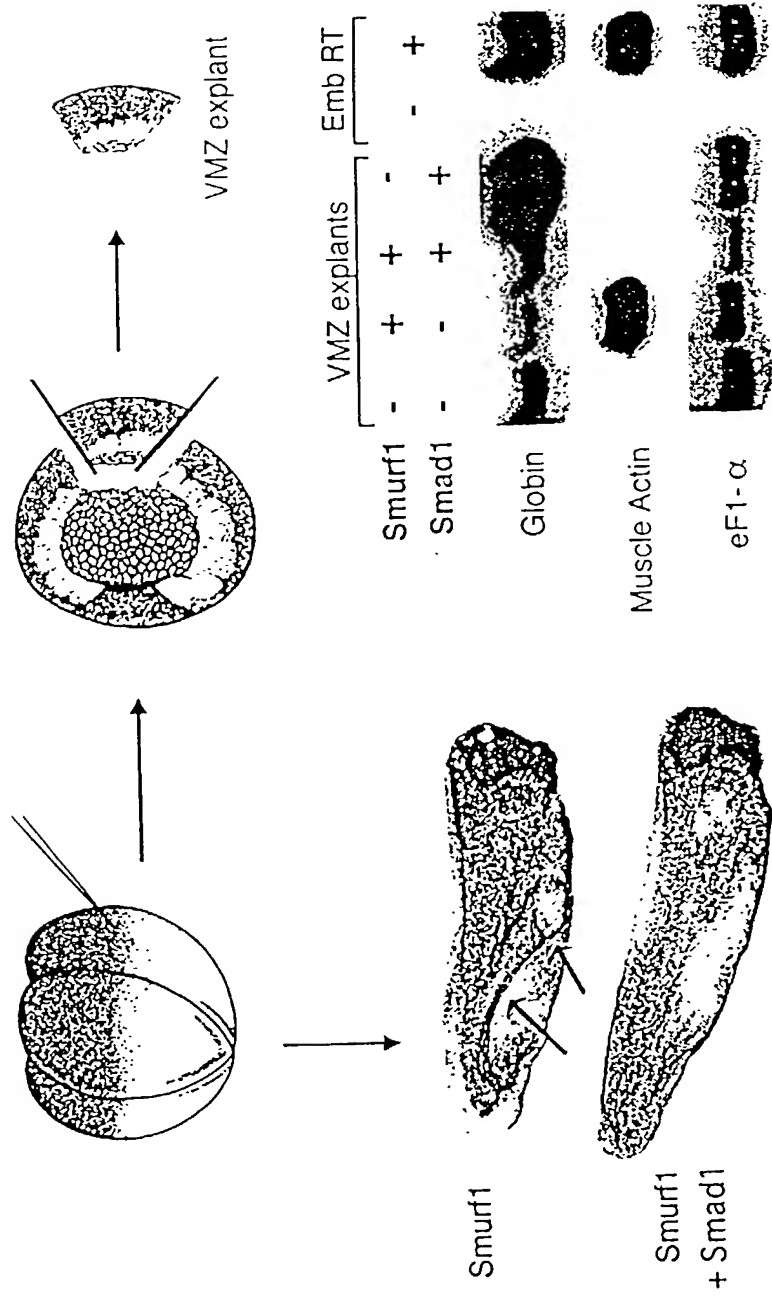 VMZ explant
VMZ explants Emb RT
Smurf1 - + + - - +
Smad1 - - + +
Globin
Muscle Actin
eF1-α
Smurf1
Smurf1
+ Smad1